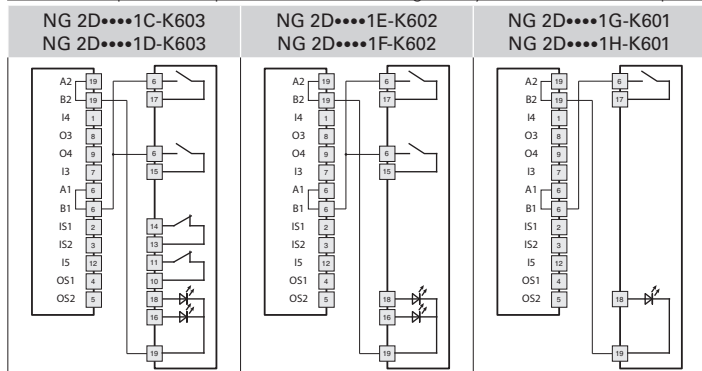 NG 2D••••1C-K603
NG 2D••••1D-K603
NG 2D••••1E-K602
NG 2D••••1F-K602
NG 2D••••1G-K601
NG 2D••••1H-K601
A2 19
B2 19
I4 1
O3 8
O4 9
I3 7
A1 6
B1 6
IS1 2
IS2 3
I5 12
OS1 4
OS2 5
6
17
6
15
14
13
11
10
18
16
19
A2 19
B2 19
I4 1
O3 8
O4 9
I3 7
A1 6
B1 6
IS1 2
IS2 3
I5 12
OS1 4
OS2 5
6
17
6
15
18
16
19
A2 19
B2 19
I4 1
O3 8
O4 9
I3 7
A1 6
B1 6
IS1 2
IS2 3
I5 12
OS1 4
OS2 5
6
17
18
19